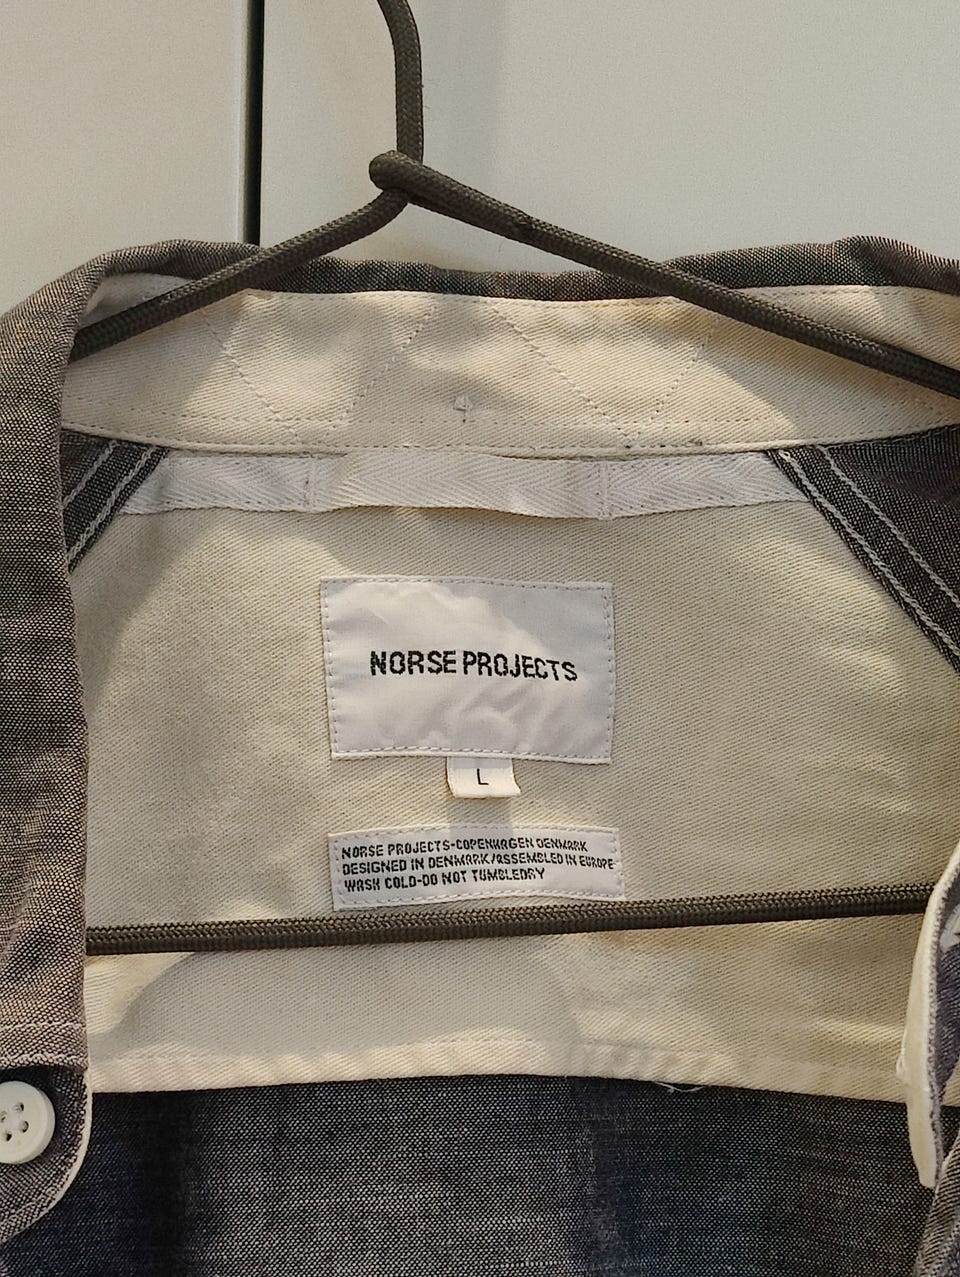 NORSE PROJECTS
L
NORSE PROJECTS-COPENHAGEN DENMARK
DESIGNED IN DENMARK/ASSEMBLED IN EUROPE
WASH COLD-DO NOT TUMBLEDRY